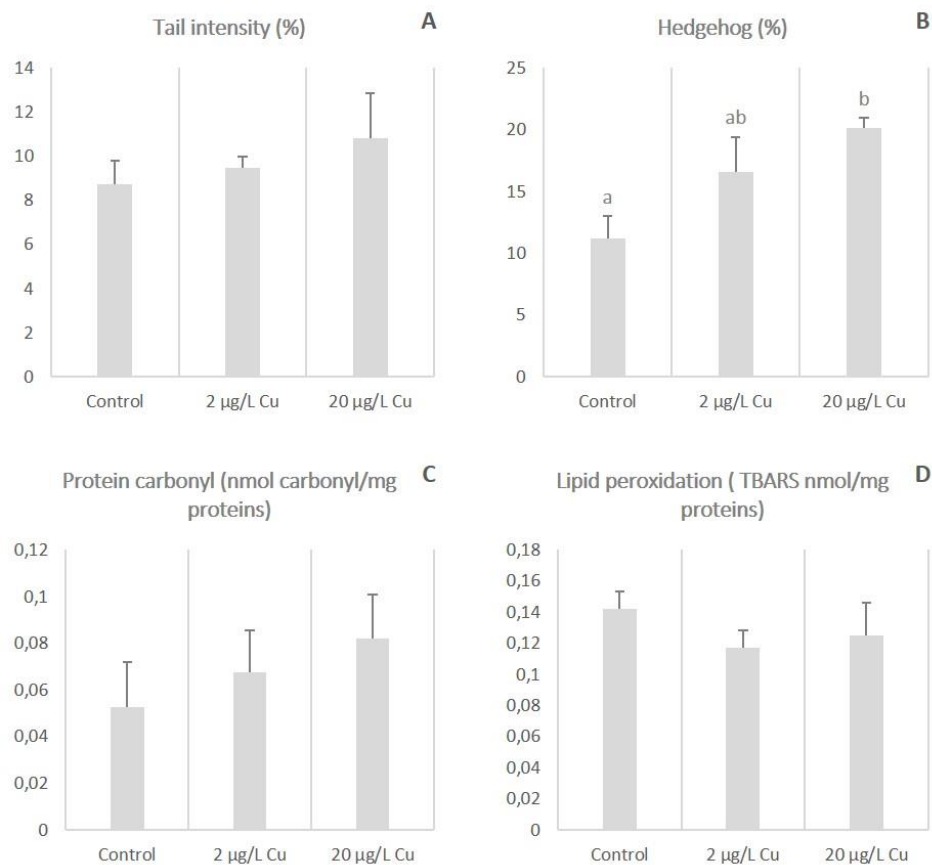 Tail intensity (%)
A
14
12
10
8
6
4
2
0
Control
2 µg/L Cu
20 µg/L Cu
Hedgehog (%)
B
25
20
15
10
5
0
a
ab
b
Control
2 µg/L Cu
20 µg/L Cu
Protein carbonyl (nmol carbonyl/mg
proteins)
C
0,12
0,1
0,08
0,06
0,04
0,02
0
Control
2 µg/L Cu
20 µg/L Cu
Lipid peroxidation ( TBARS nmol/mg
proteins)
D
0,18
0,16
0,14
0,12
0,1
0,08
0,06
0,04
0,02
0
Control
2 µg/L Cu
20 µg/L Cu